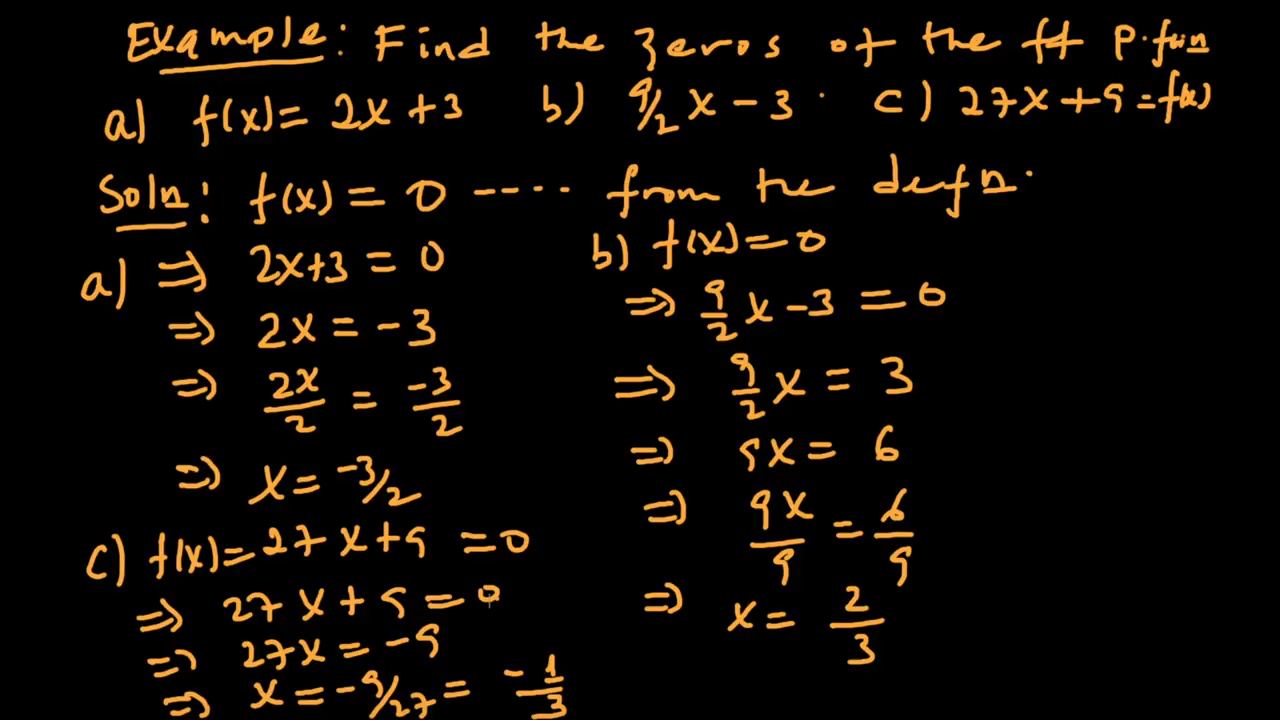 Example: Find the zeros of the ff p.fun
a) f(x)= 2x+3 b) 9/2 x - 3 . c) 27x+9=f(x)
Soln: f(x) = 0 ---- from the defn.
a) ⇒ 2x+3 = 0
⇒ 2x = -3
⇒ 2x/2 = -3/2
⇒ x = -3/2
b) f(x)=0
⇒ 9/2 x - 3 = 0
⇒ 9/2 x = 3
⇒ 9x = 6
⇒ 9x/9 = 6/9
⇒ x = 2/3
c) f(x)=27x+9 =0
⇒ 27x+9=0
⇒ 27x = -9
⇒ x = -9/27 = -1/3